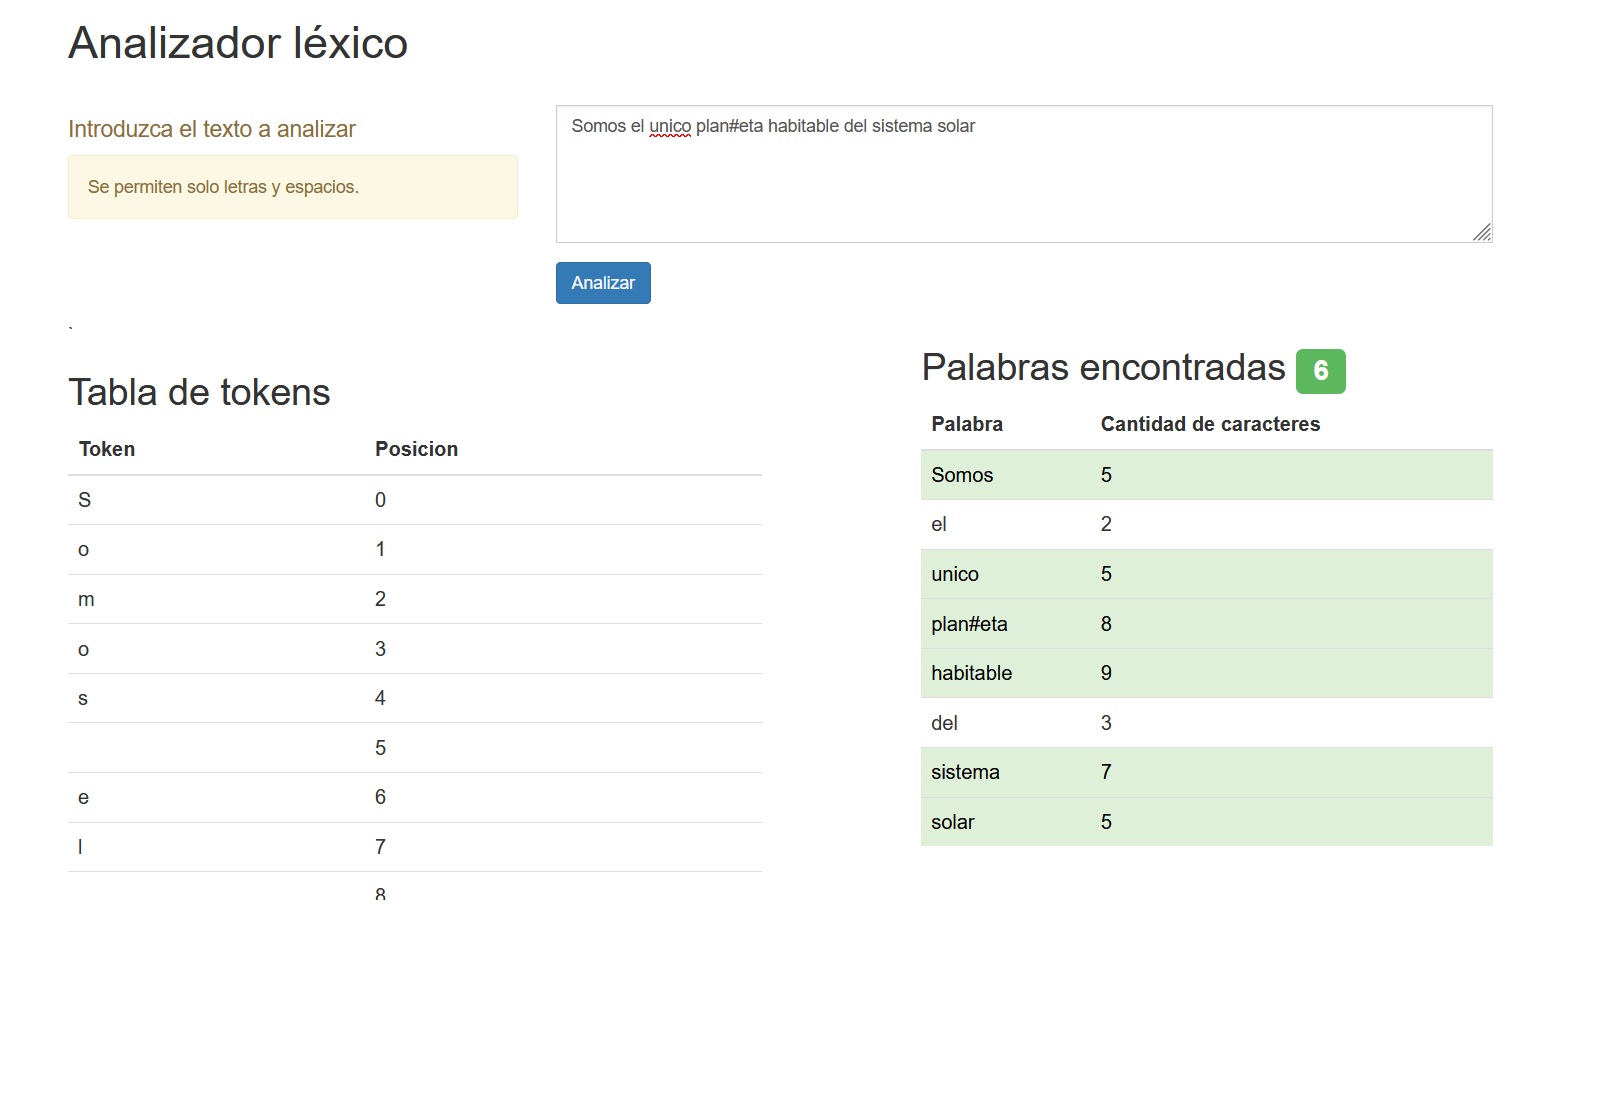 Analizador léxico
Introduzca el texto a analizar
Se permiten solo letras y espacios.
Somos el unico plan#eta habitable del sistema solar
Analizar
`
Tabla de tokens
Token Posicion
S 0
o 1
m 2
o 3
s 4
5
e 6
l 7
8
Palabras encontradas 6
Palabra Cantidad de caracteres
Somos 5
el 2
unico 5
plan#eta 8
habitable 9
del 3
sistema 7
solar 5